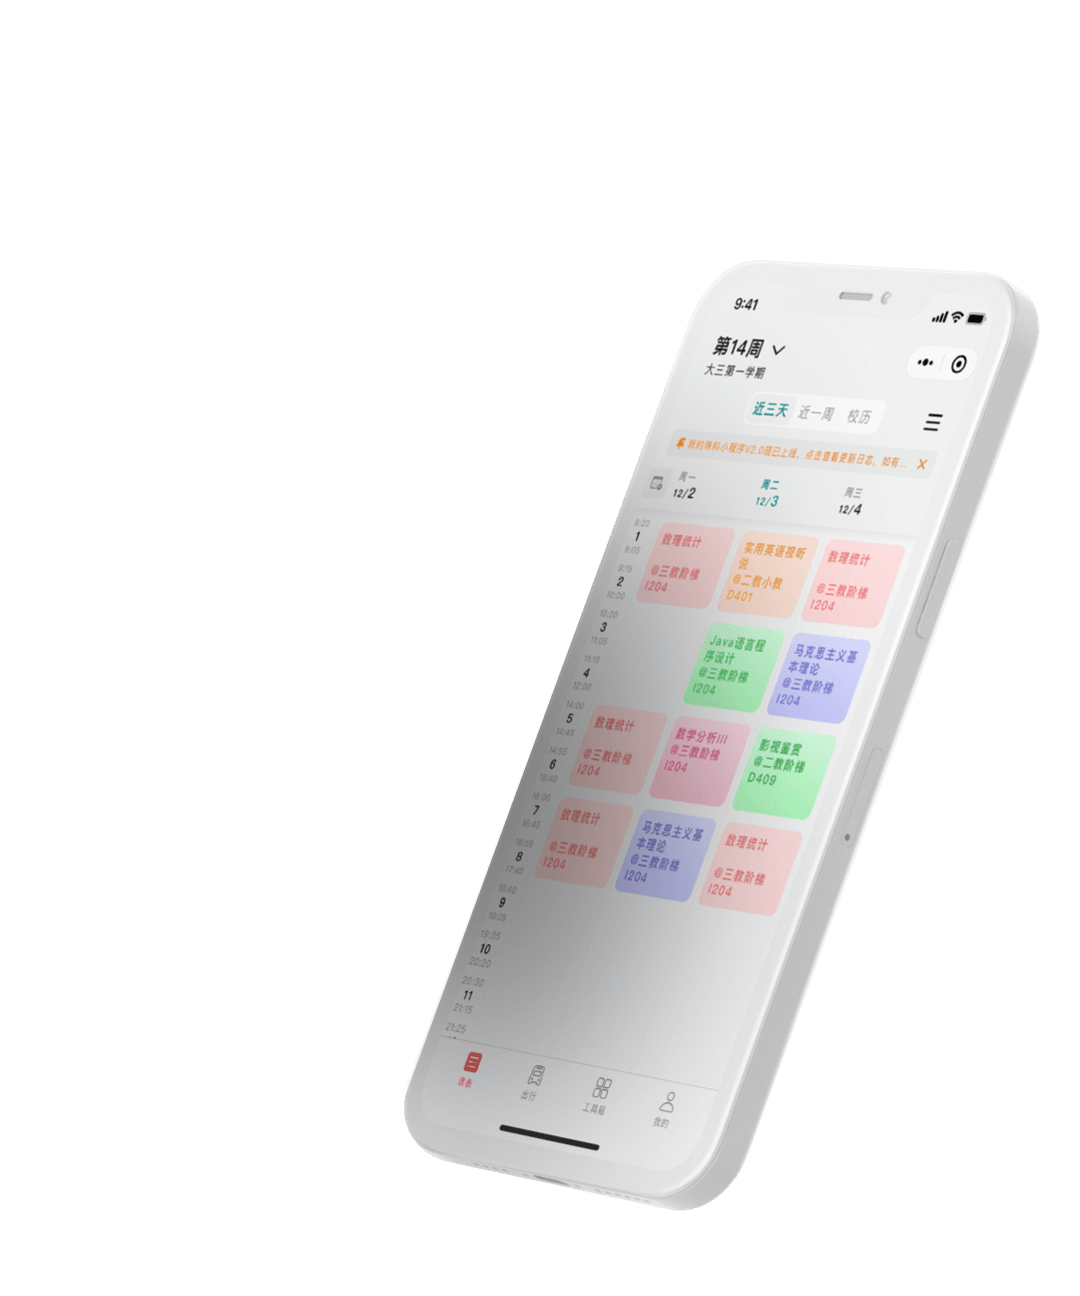 9:41
第14周
大三第一学期
近三天 近一周 校历
我的珠科小程序V2.0现已上线，点击查看更新日志，如有...
周一 周二 周三
12/2 12/3 12/4
8:20
1
9:05
数理统计
@三教阶梯
I204
实用英语视听
说
@二教小教
D401
数理统计
@三教阶梯
I204
9:15
2
10:00
10:20
3
11:05
Java语言程
序设计
@三教阶梯
I204
马克思主义基
本理论
@三教阶梯
I204
11:15
4
12:00
14:00
5
14:45
数理统计
@三教阶梯
I204
数学分析III
@三教阶梯
I204
影视鉴赏
@二教阶梯
D409
14:55
6
15:40
16:00
7
16:45
数理统计
@三教阶梯
I204
马克思主义基
本理论
@三教阶梯
I204
数理统计
@三教阶梯
I204
16:55
8
17:40
18:40
9
19:25
19:35
10
20:20
20:30
11
21:15
21:25
课表 出行 工具箱 我的